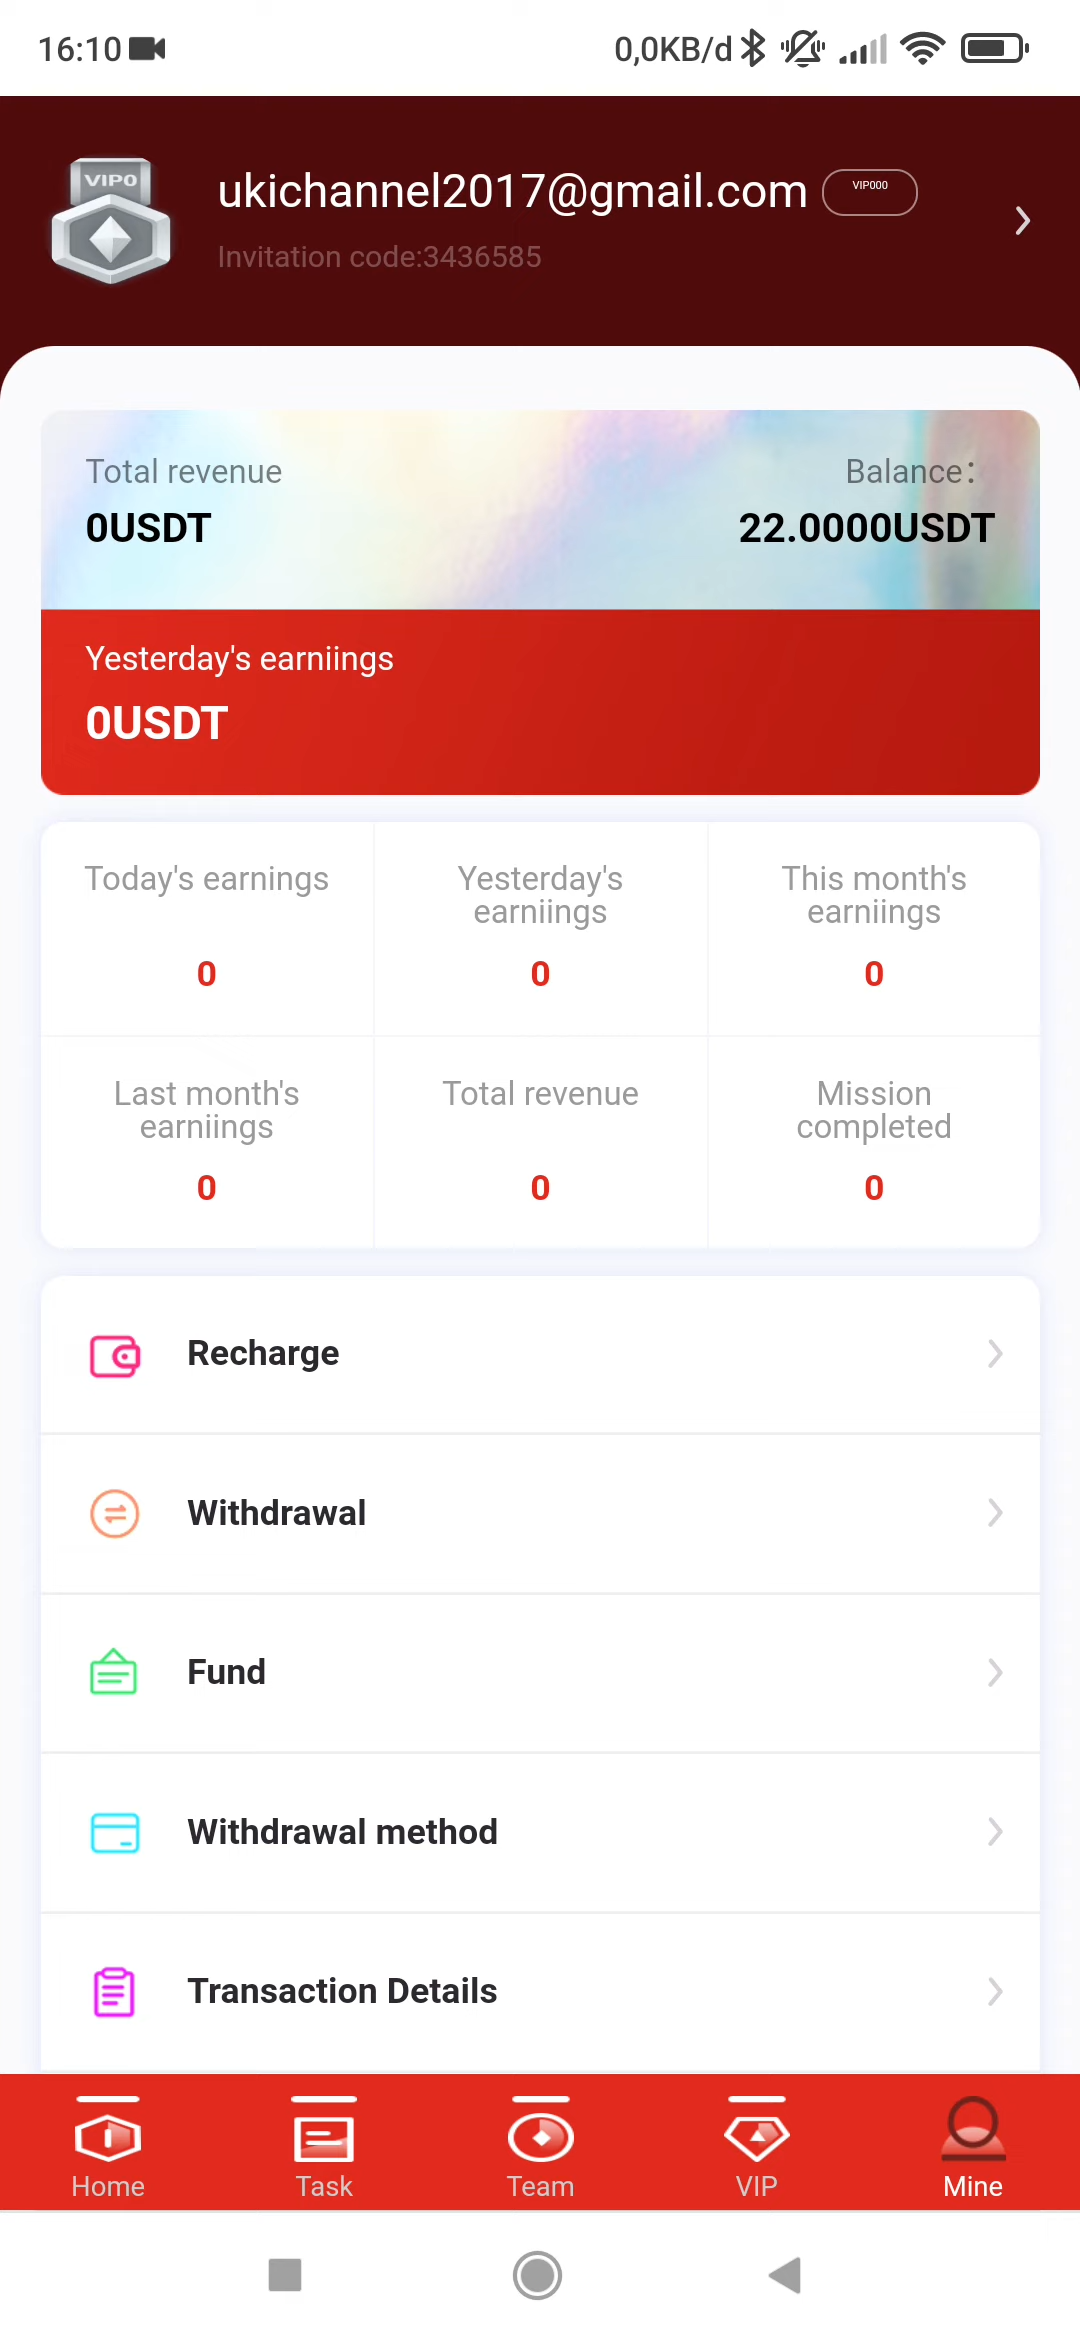 16:10
0,0KB/d
VIP0
ukichannel2017@gmail.com
VIP000
Invitation code:3436585
Total revenue
Balance：
0USDT
22.0000USDT
Yesterday's earniings
0USDT
Today's earnings
0
Yesterday's
earniings
0
This month's
earniings
0
Last month's
earniings
0
Total revenue
0
Mission
completed
0
Recharge
Withdrawal
Fund
Withdrawal method
Transaction Details
Home
Task
Team
VIP
Mine